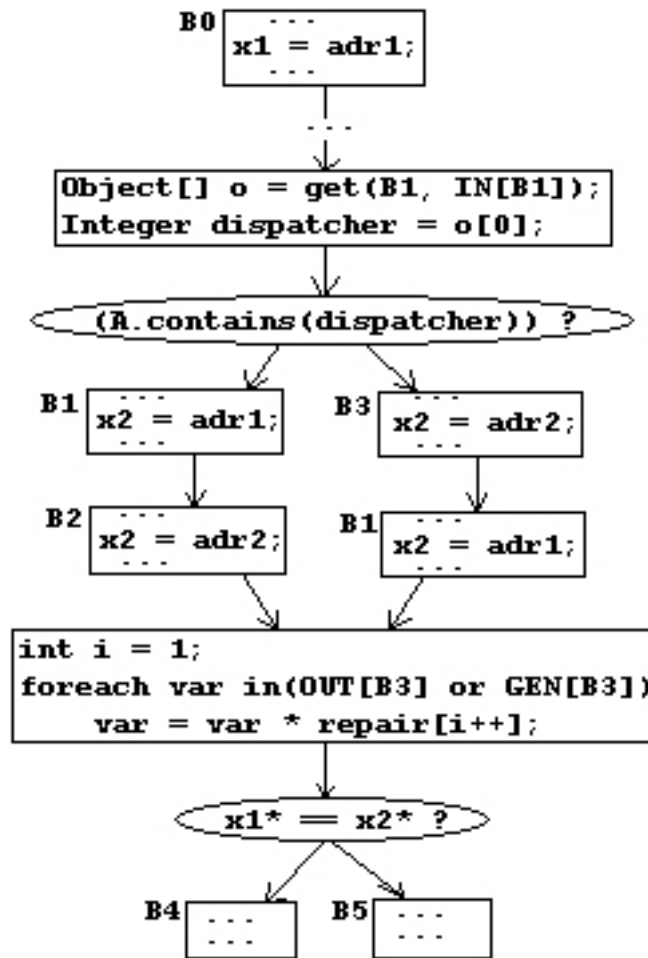 B0
. . .
x1 = adr1;
. . .
. . .
Object[] o = get(B1, IN[B1]);
Integer dispatcher = o[0];
(A.contains(dispatcher)) ?
B1
. . .
x2 = adr1;
. . .
B3
. . .
x2 = adr2;
. . .
B2
. . .
x2 = adr2;
. . .
B1
. . .
x2 = adr1;
. . .
int i = 1;
foreach var in(OUT[B3] or GEN[B3])
var = var * repair[i++];
x1* == x2* ?
B4
. . .
. . .
B5
. . .
. . .